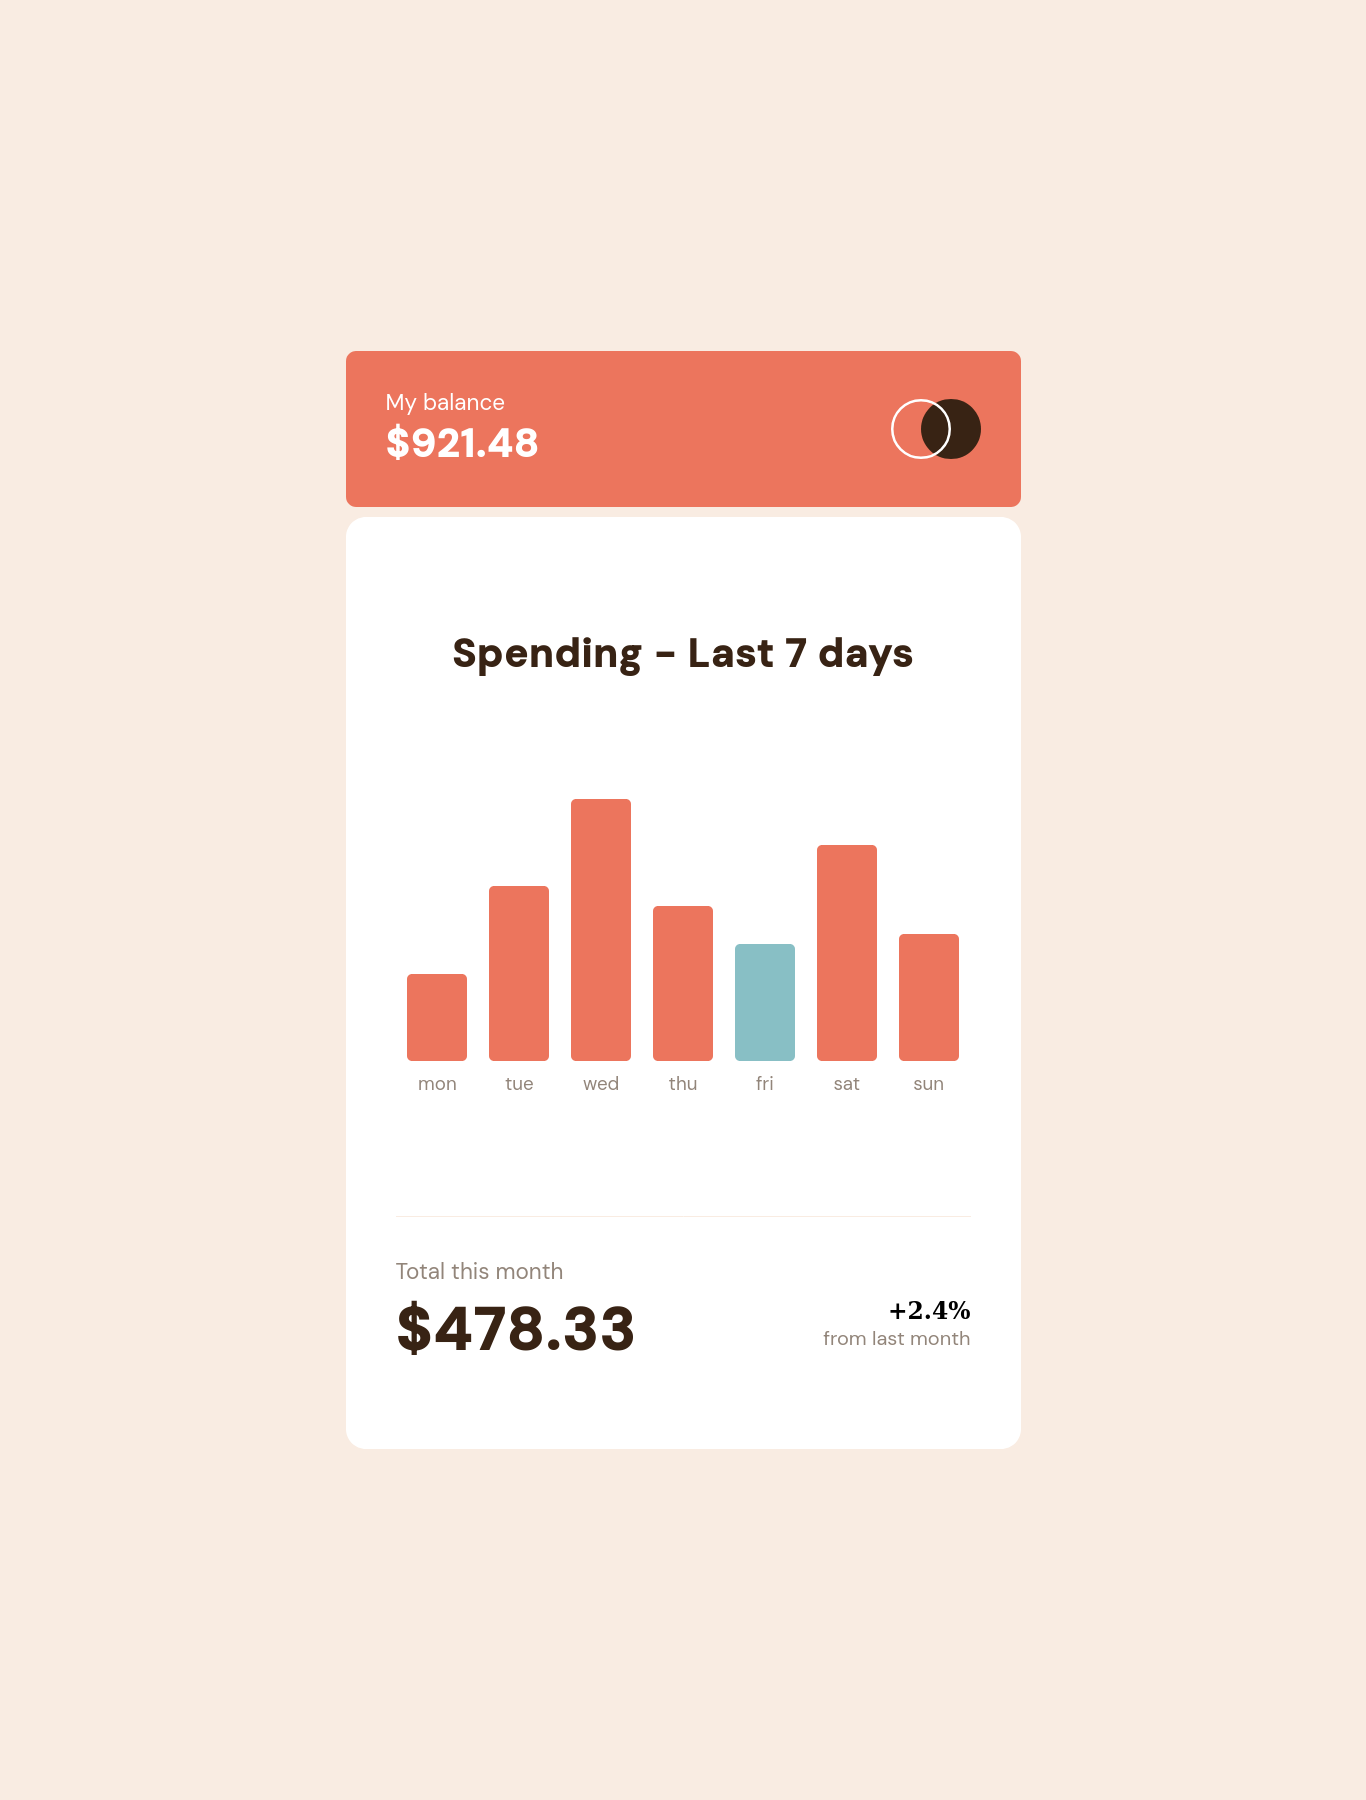 My balance
$921.48
Spending - Last 7 days
mon tue wed thu fri sat sun
Total this month
$478.33
+2.4%
from last month